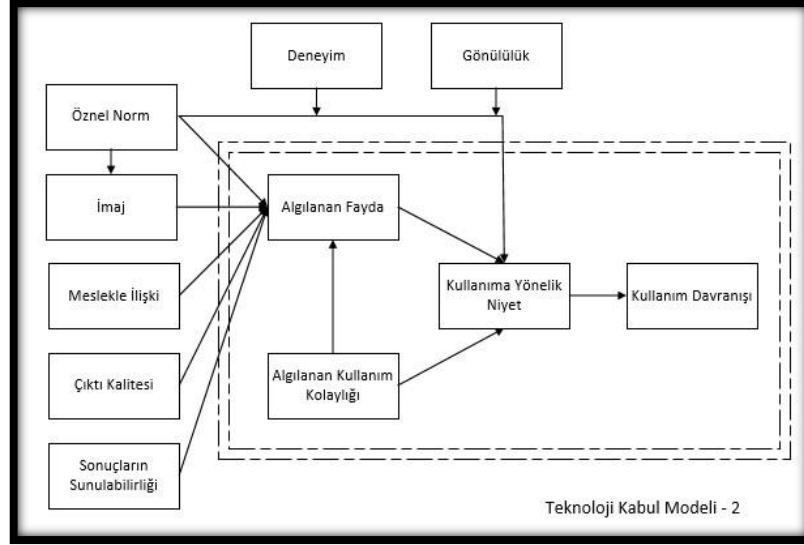 Deneyim
Gönülülük
Öznel Norm
İmaj
Algılanan Fayda
Meslekle İlişki
Kullanıma Yönelik
Niyet
Kullanım Davranışı
Çıktı Kalitesi
Algılanan Kullanım
Kolaylığı
Sonuçların
Sunulabilirliği
Teknoloji Kabul Modeli - 2